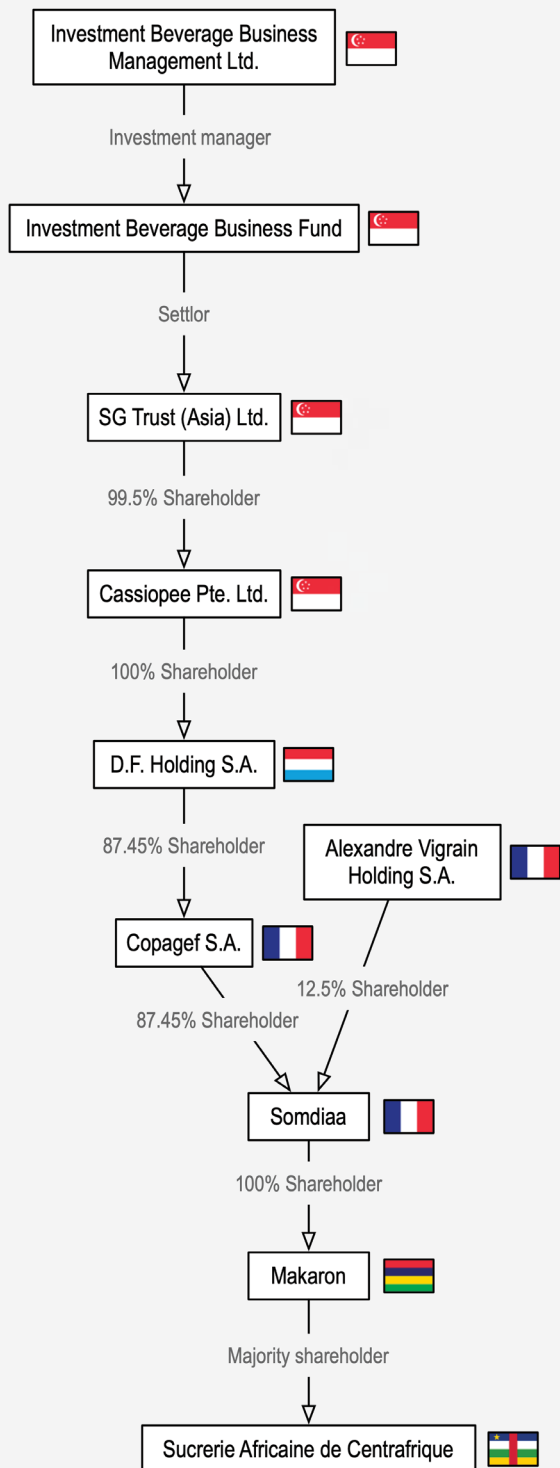 Investment Beverage Business
Management Ltd.
Investment manager
Investment Beverage Business Fund
Settlor
SG Trust (Asia) Ltd.
99.5% Shareholder
Cassiopee Pte. Ltd.
100% Shareholder
D.F. Holding S.A.
87.45% Shareholder
Alexandre Vigrain
Holding S.A.
Copagef S.A.
12.5% Shareholder
87.45% Shareholder
Somdiaa
100% Shareholder
Makaron
Majority shareholder
Sucrerie Africaine de Centrafrique